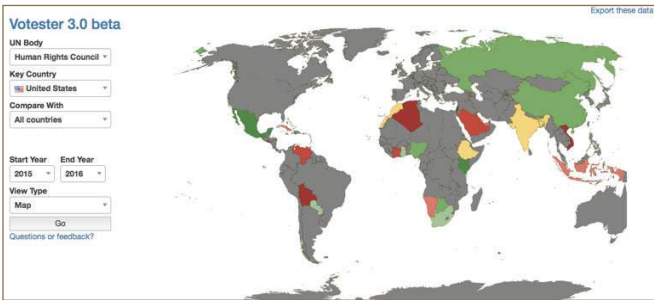 Export these data
Votester 3.0 beta
UN Body
Human Rights Council
Key Country
United States
Compare With
All countries
Start Year End Year
2015 2016
View Type
Map
Go
Questions or feedback?